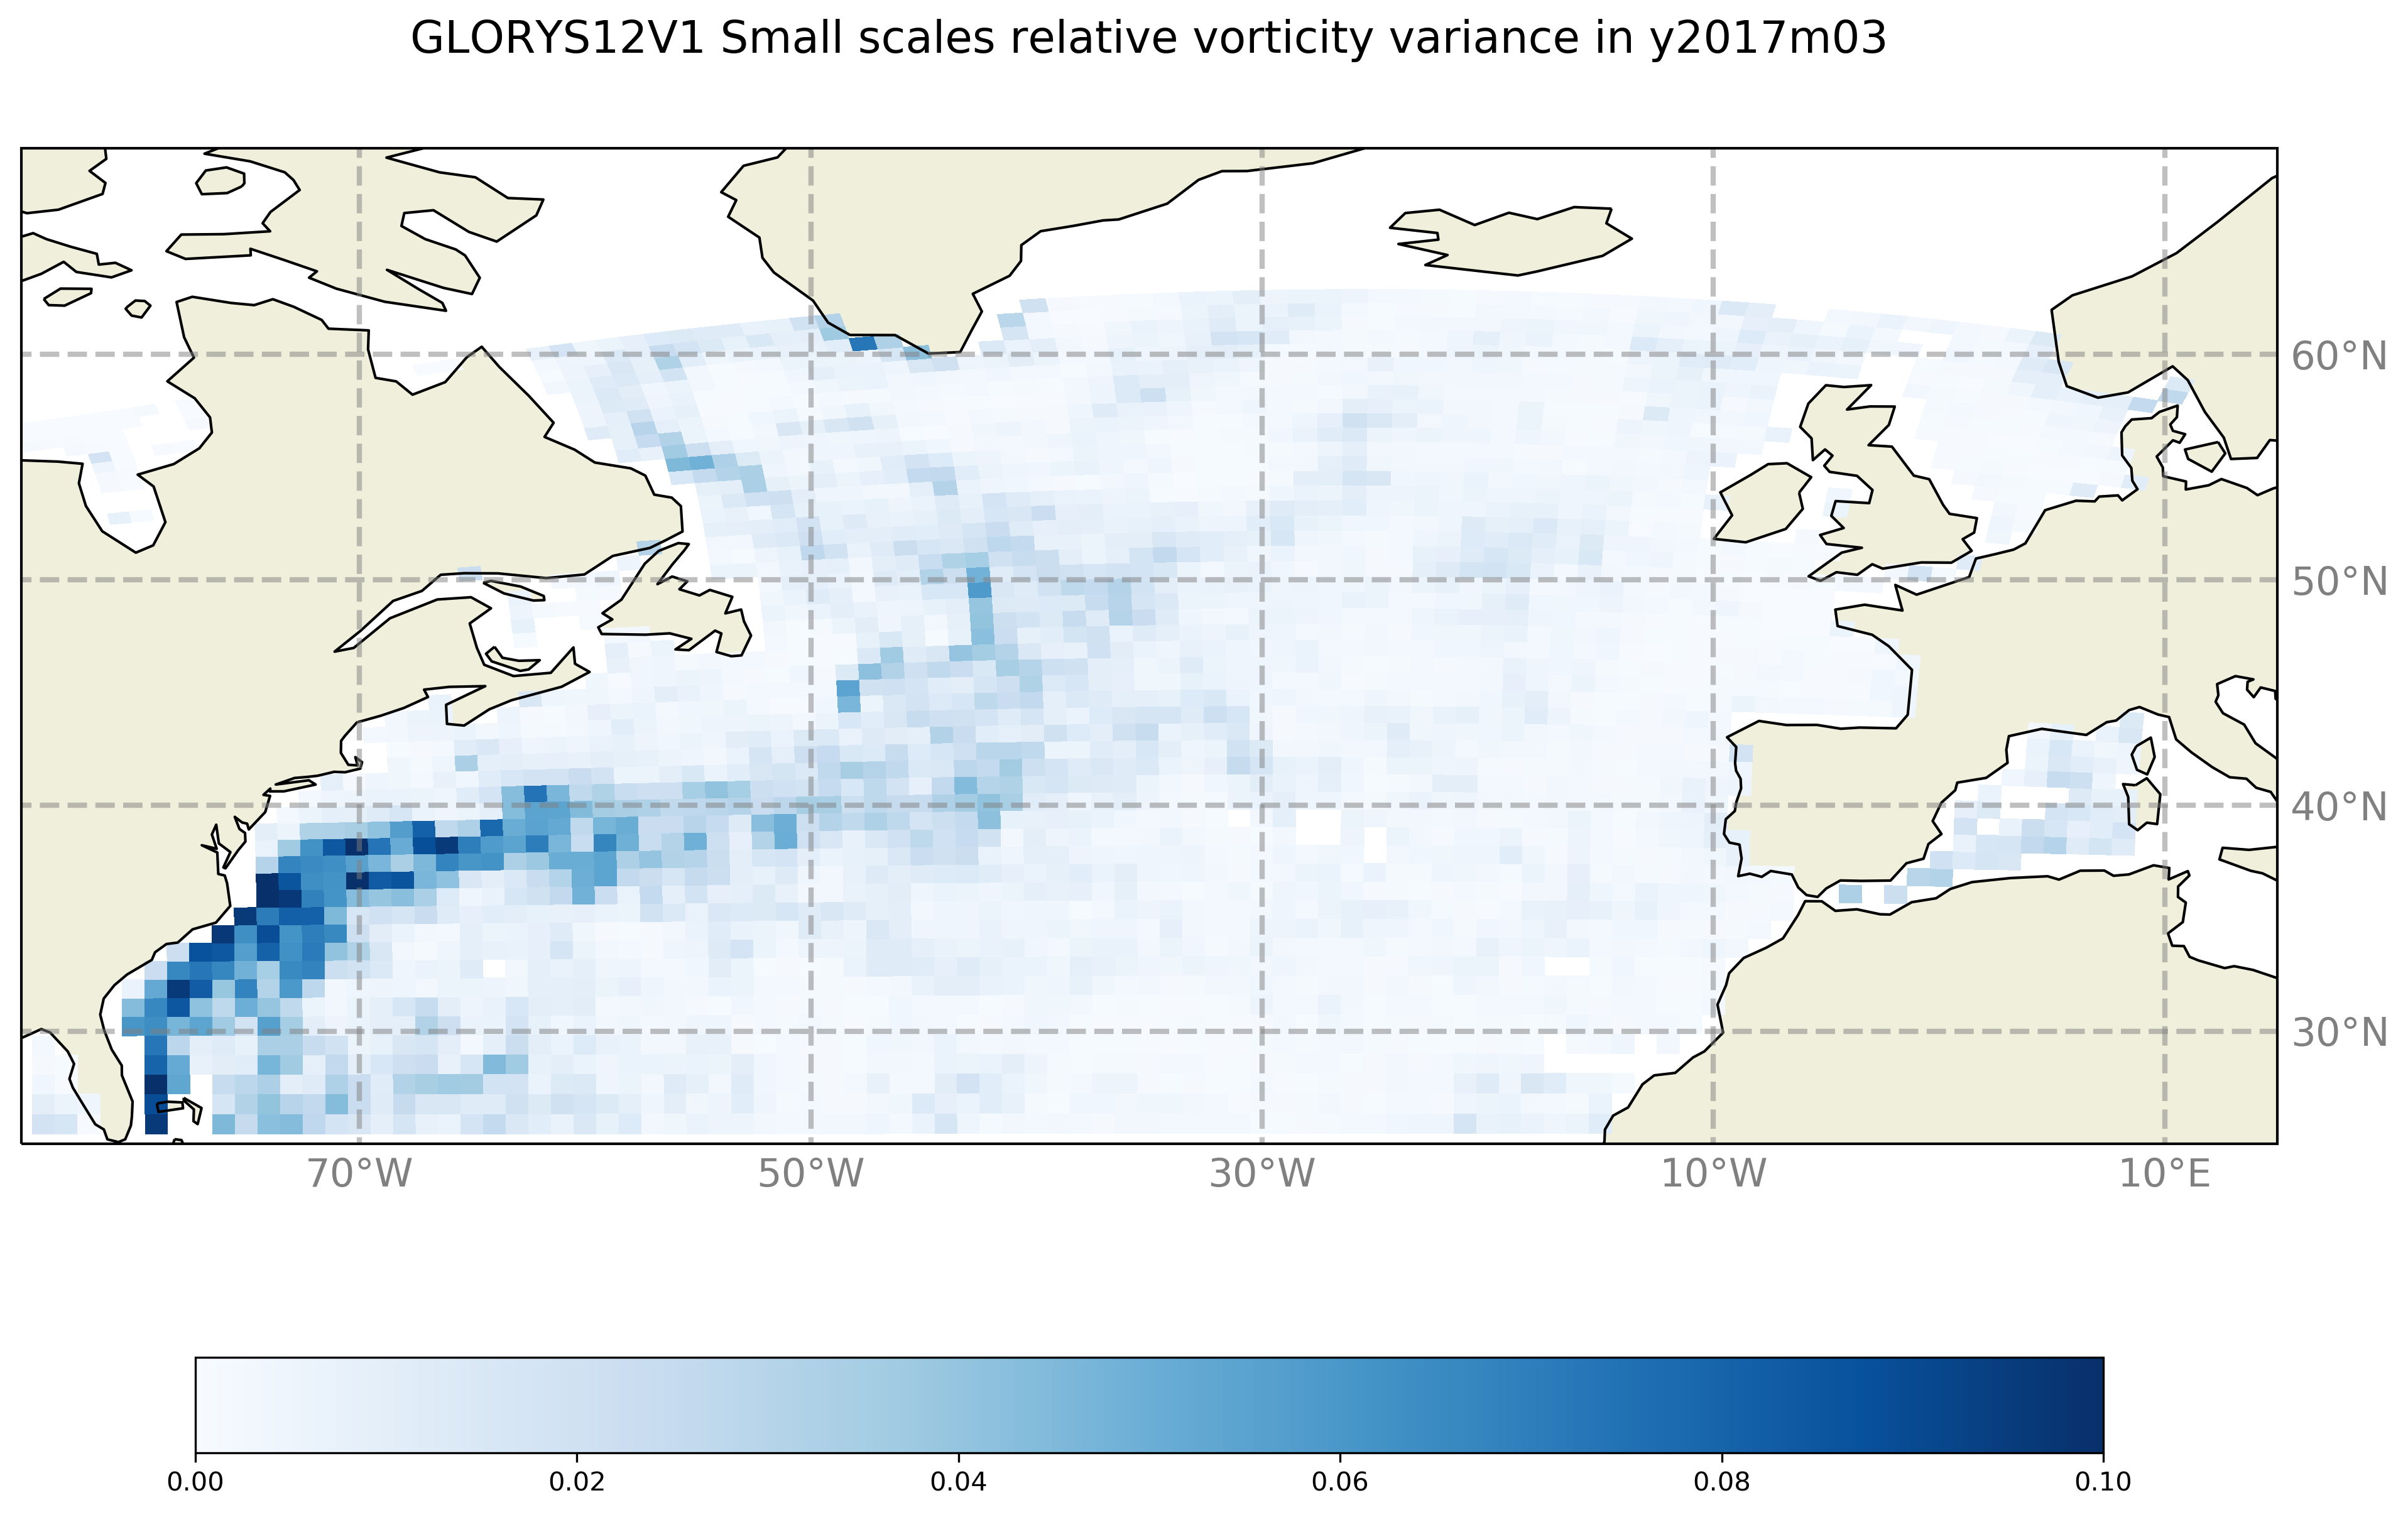 GLORYS12V1 Small scales relative vorticity variance in y2017m03
60°N
50°N
40°N
30°N
70°W 50°W 30°W 10°W 10°E
0.00 0.02 0.04 0.06 0.08 0.10